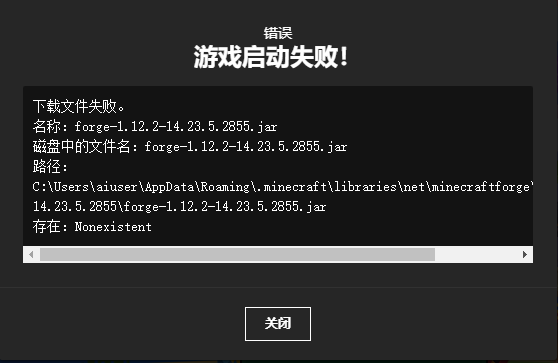 错误
游戏启动失败!
下载文件失败。
名称: forge-1.12.2-14.23.5.2855.jar
磁盘中的文件名: forge-1.12.2-14.23.5.2855.jar
路径:
C:\Users\aiuser\AppData\Roaming\.minecraft\libraries\net\minecraftforge\
14.23.5.2855\forge-1.12.2-14.23.5.2855.jar
存在: Nonexistent
关闭